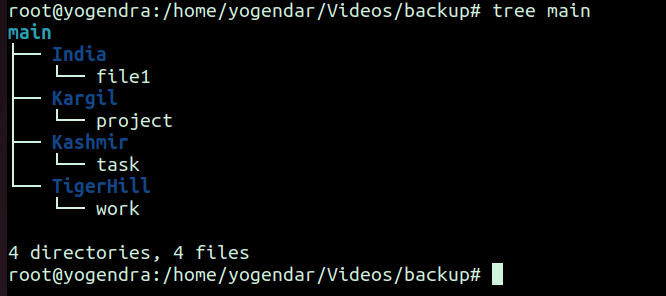 root@yogendra:/home/yogendar/Videos/backup# tree main
main
├── India
│   └── file1
├── Kargil
│   └── project
├── Kashmir
│   └── task
└── TigerHill
    └── work
4 directories, 4 files
root@yogendra:/home/yogendar/Videos/backup#